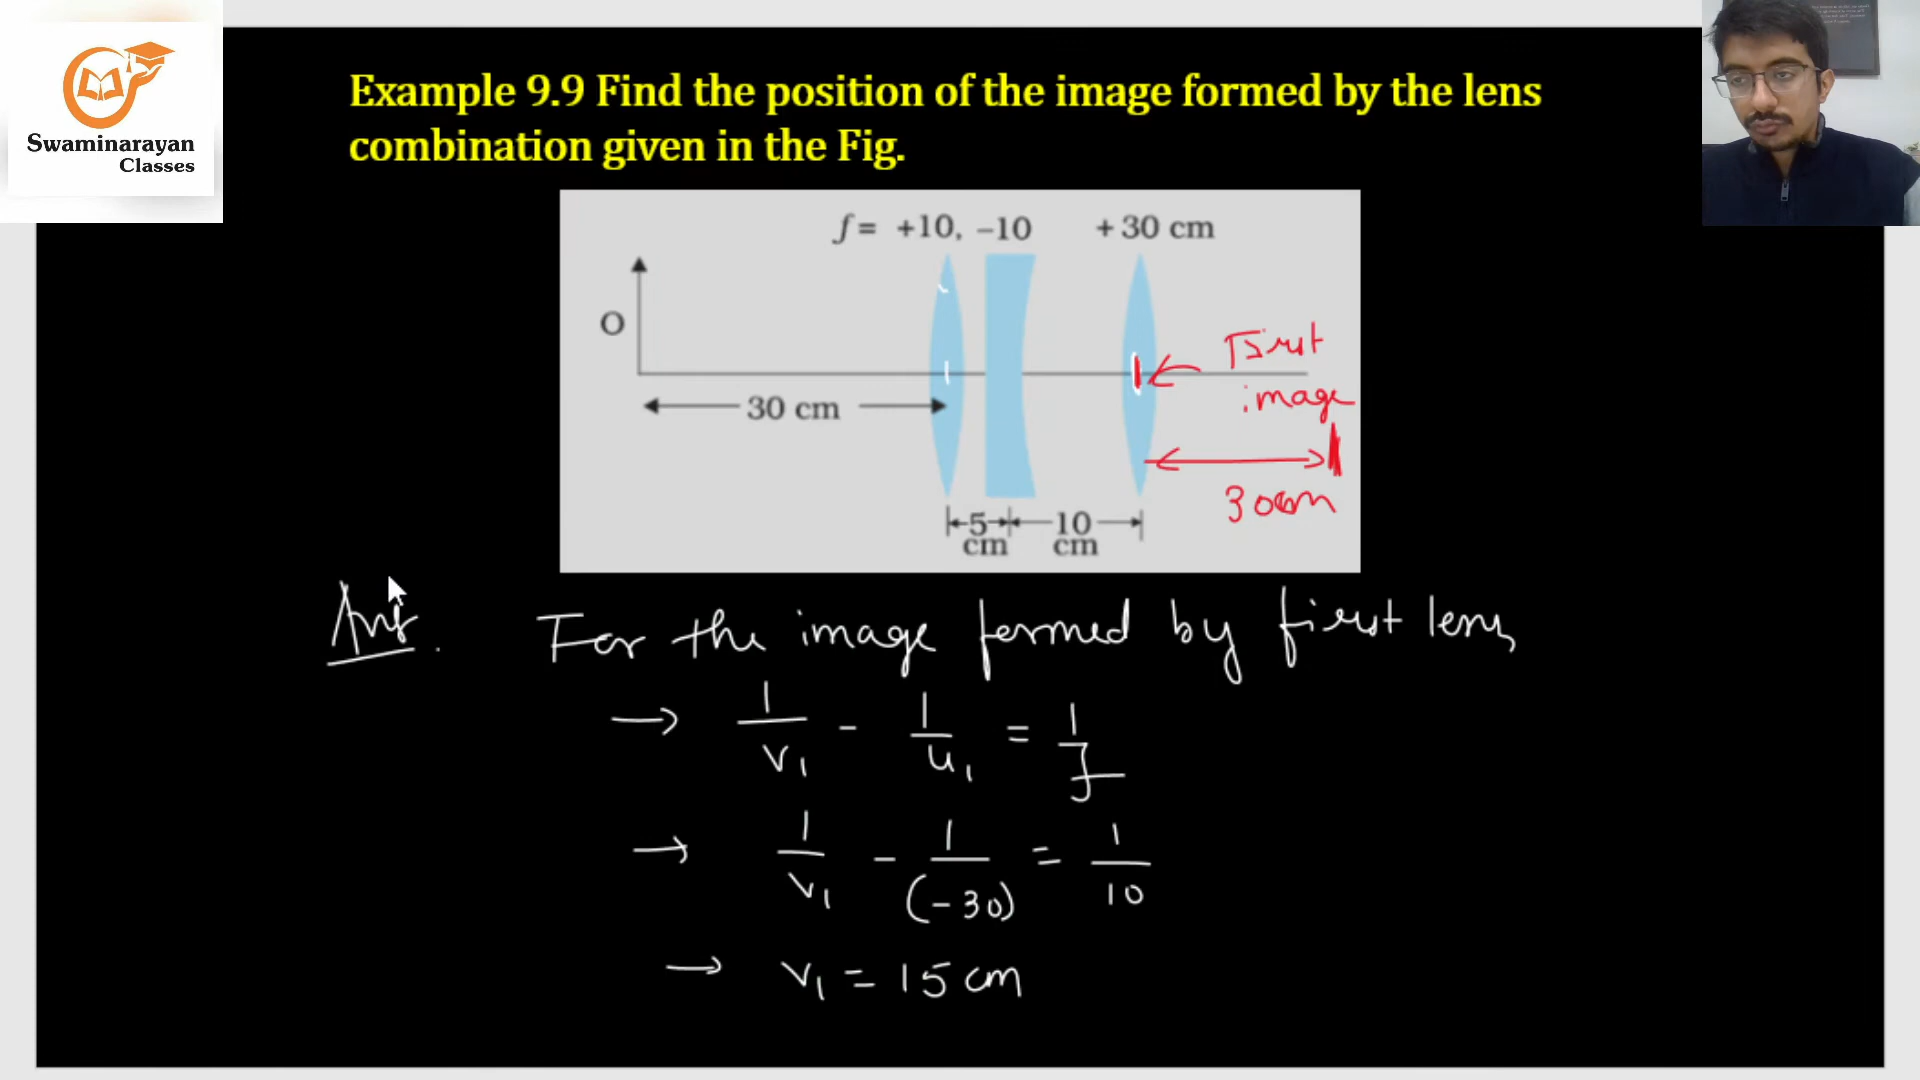 Swaminarayan
Classes
Example 9.9 Find the position of the image formed by the lens
combination given in the Fig.
f = +10, –10 +30 cm
O
First
image
30 cm
30cm
5 10
cm cm
Ans. For the image formed by first lens,
→ 1/v₁ - 1/u₁ = 1/f
→ 1/v₁ - 1/(-30) = 1/10
→ v₁ = 15 cm